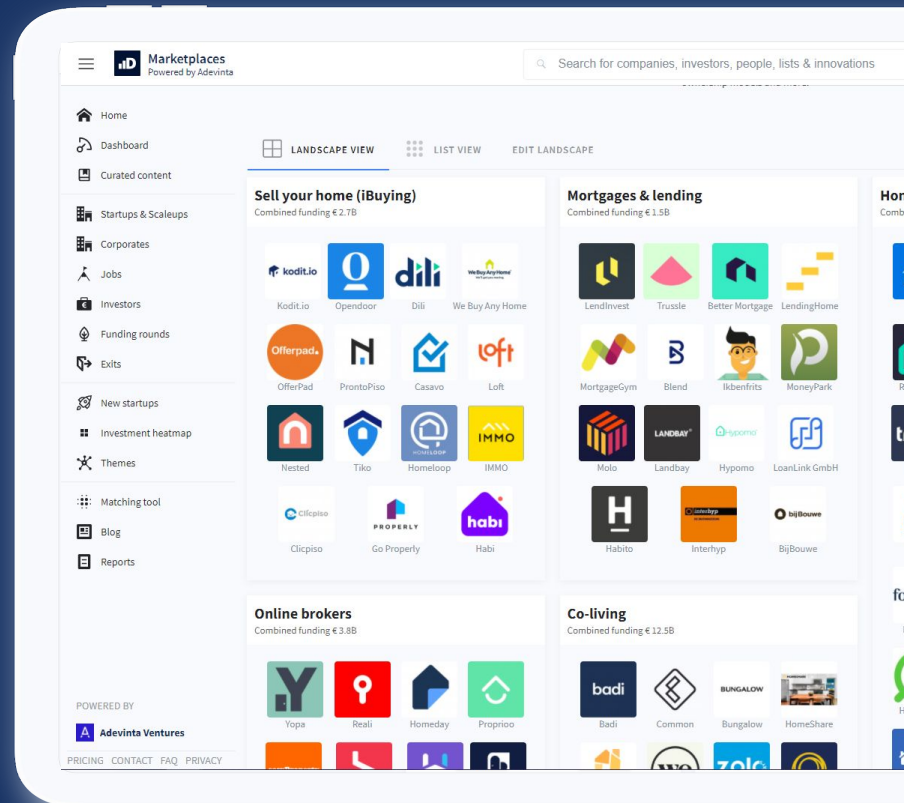 Marketplaces
Powered by Adevinta
Search for companies, investors, people, lists & innovations
Home
Dashboard
Curated content
Startups & Scaleups
Corporates
Jobs
Investors
Funding rounds
Exits
New startups
Investment heatmap
Themes
Matching tool
Blog
Reports
POWERED BY
A Adevinta Ventures
PRICING CONTACT FAQ PRIVACY
LANDSCAPE VIEW LIST VIEW EDIT LANDSCAPE
Sell your home (iBuying)
Combined funding € 2.7B
kodit.io dili We Buy Any Home
Kodit.io Opendoor Dili We Buy Any Home
Offerpad. loft
OfferPad ProntoPiso Casavo Loft
HOMELOOP IMMO
Nested Tiko Homeloop IMMO
Clicpiso PROPERLY habi
Clicpiso Go Properly Habi
Mortgages & lending
Combined funding € 1.5B
LendInvest Trussle Better Mortgage LendingHome
MortgageGym Blend Ikbenfrits MoneyPark
LANDBAY Hypomo
Molo Landbay Hypomo LoanLink GmbH
H interhyp bijBouwe
Habito Interhyp BijBouwe
Online brokers
Combined funding € 3.8B
Y
Yopa Reali Homeday Proprioo
Co-living
Combined funding € 12.5B
badi BUNGALOW
Badi Common Bungalow HomeShare